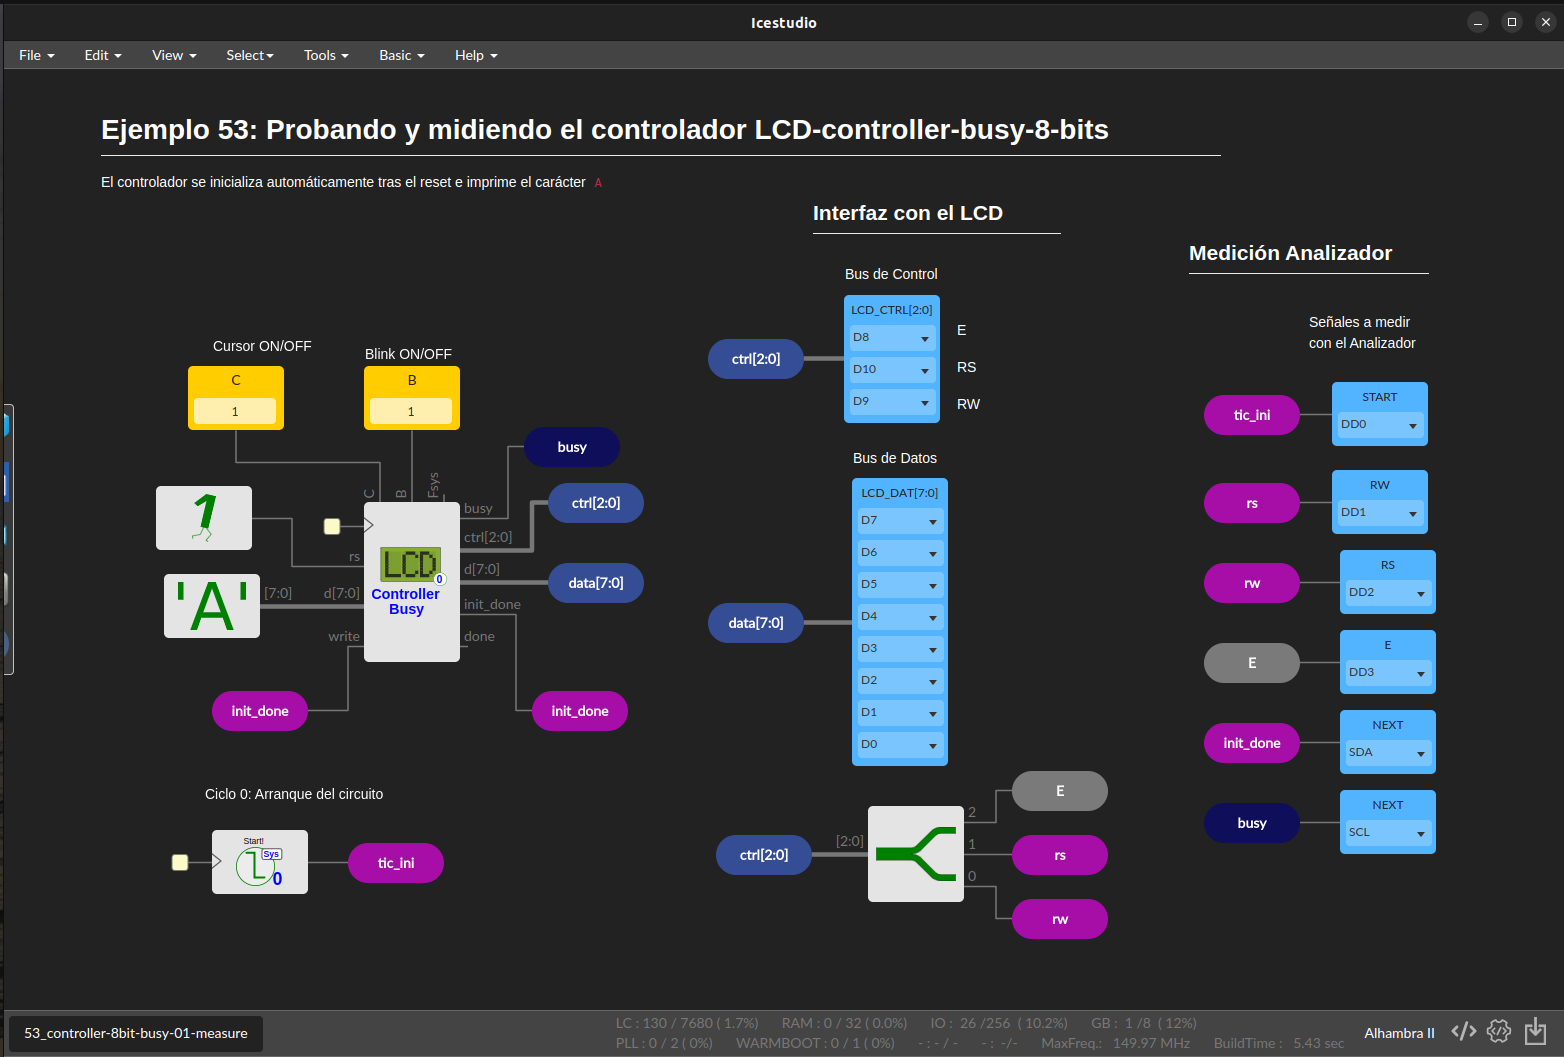 Icestudio
File Edit View Select Tools Basic Help
Ejemplo 53: Probando y midiendo el controlador LCD-controller-busy-8-bits
El controlador se inicializa automáticamente tras el reset e imprime el carácter A
Interfaz con el LCD
Medición Analizador
Bus de Control
LCD_CTRL[2:0]
D8
D10
D9
E
RS
RW
ctrl[2:0]
Señales a medir
con el Analizador
Cursor ON/OFF
Blink ON/OFF
C
1
B
1
tic_ini
START
DD0
rs
RW
DD1
rw
RS
DD2
E
E
DD3
init_done
NEXT
SDA
busy
NEXT
SCL
Bus de Datos
LCD_DAT[7:0]
D7
D6
D5
D4
D3
D2
D1
D0
data[7:0]
busy
ctrl[2:0]
data[7:0]
C
B
Fsys
1
'A'
[7:0]
rs
d[7:0]
write
LCD
0
Controller
Busy
busy
ctrl[2:0]
d[7:0]
init_done
done
init_done
init_done
Ciclo 0: Arranque del circuito
Start!
Sys
0
tic_ini
ctrl[2:0]
[2:0]
2
1
0
E
rs
rw
53_controller-8bit-busy-01-measure
LC : 130 / 7680 ( 1.7%) RAM : 0 / 32 ( 0.0%) IO : 26 /256 ( 10.2%) GB : 1 /8 ( 12%)
PLL : 0 / 2 ( 0%) WARMBOOT : 0 / 1 ( 0%) - : - / - - : -/- MaxFreq.: 149.97 MHz BuildTime : 5.43 sec
Alhambra II